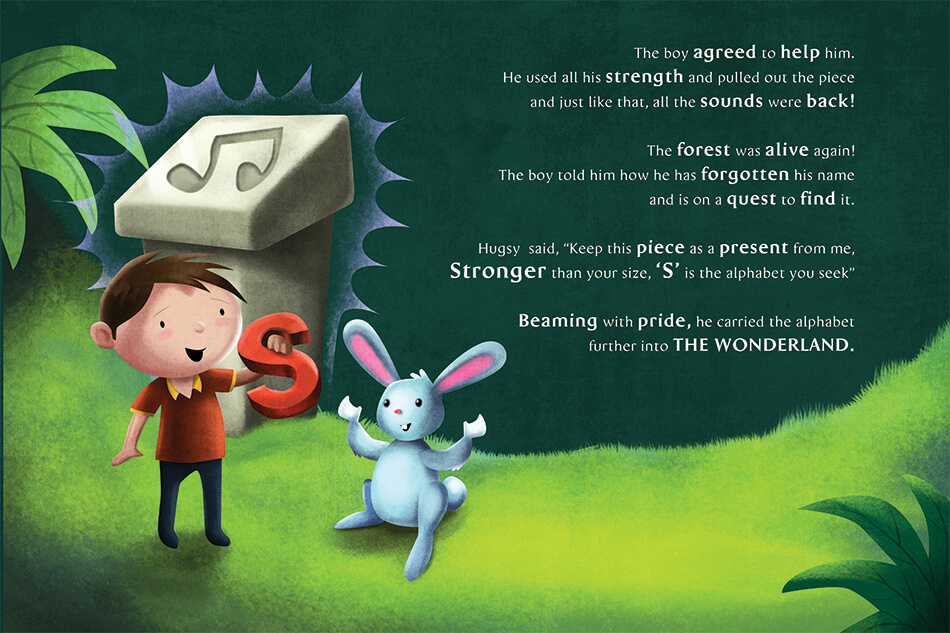 The boy agreed to help him.
He used all his strength and pulled out the piece
and just like that, all the sounds were back!
The forest was alive again!
The boy told him how he has forgotten his name
and is on a quest to find it.
Hugsy said, “Keep this piece as a present from me,
Stronger than your size, ‘S’ is the alphabet you seek”
Beaming with pride, he carried the alphabet
further into THE WONDERLAND.
S